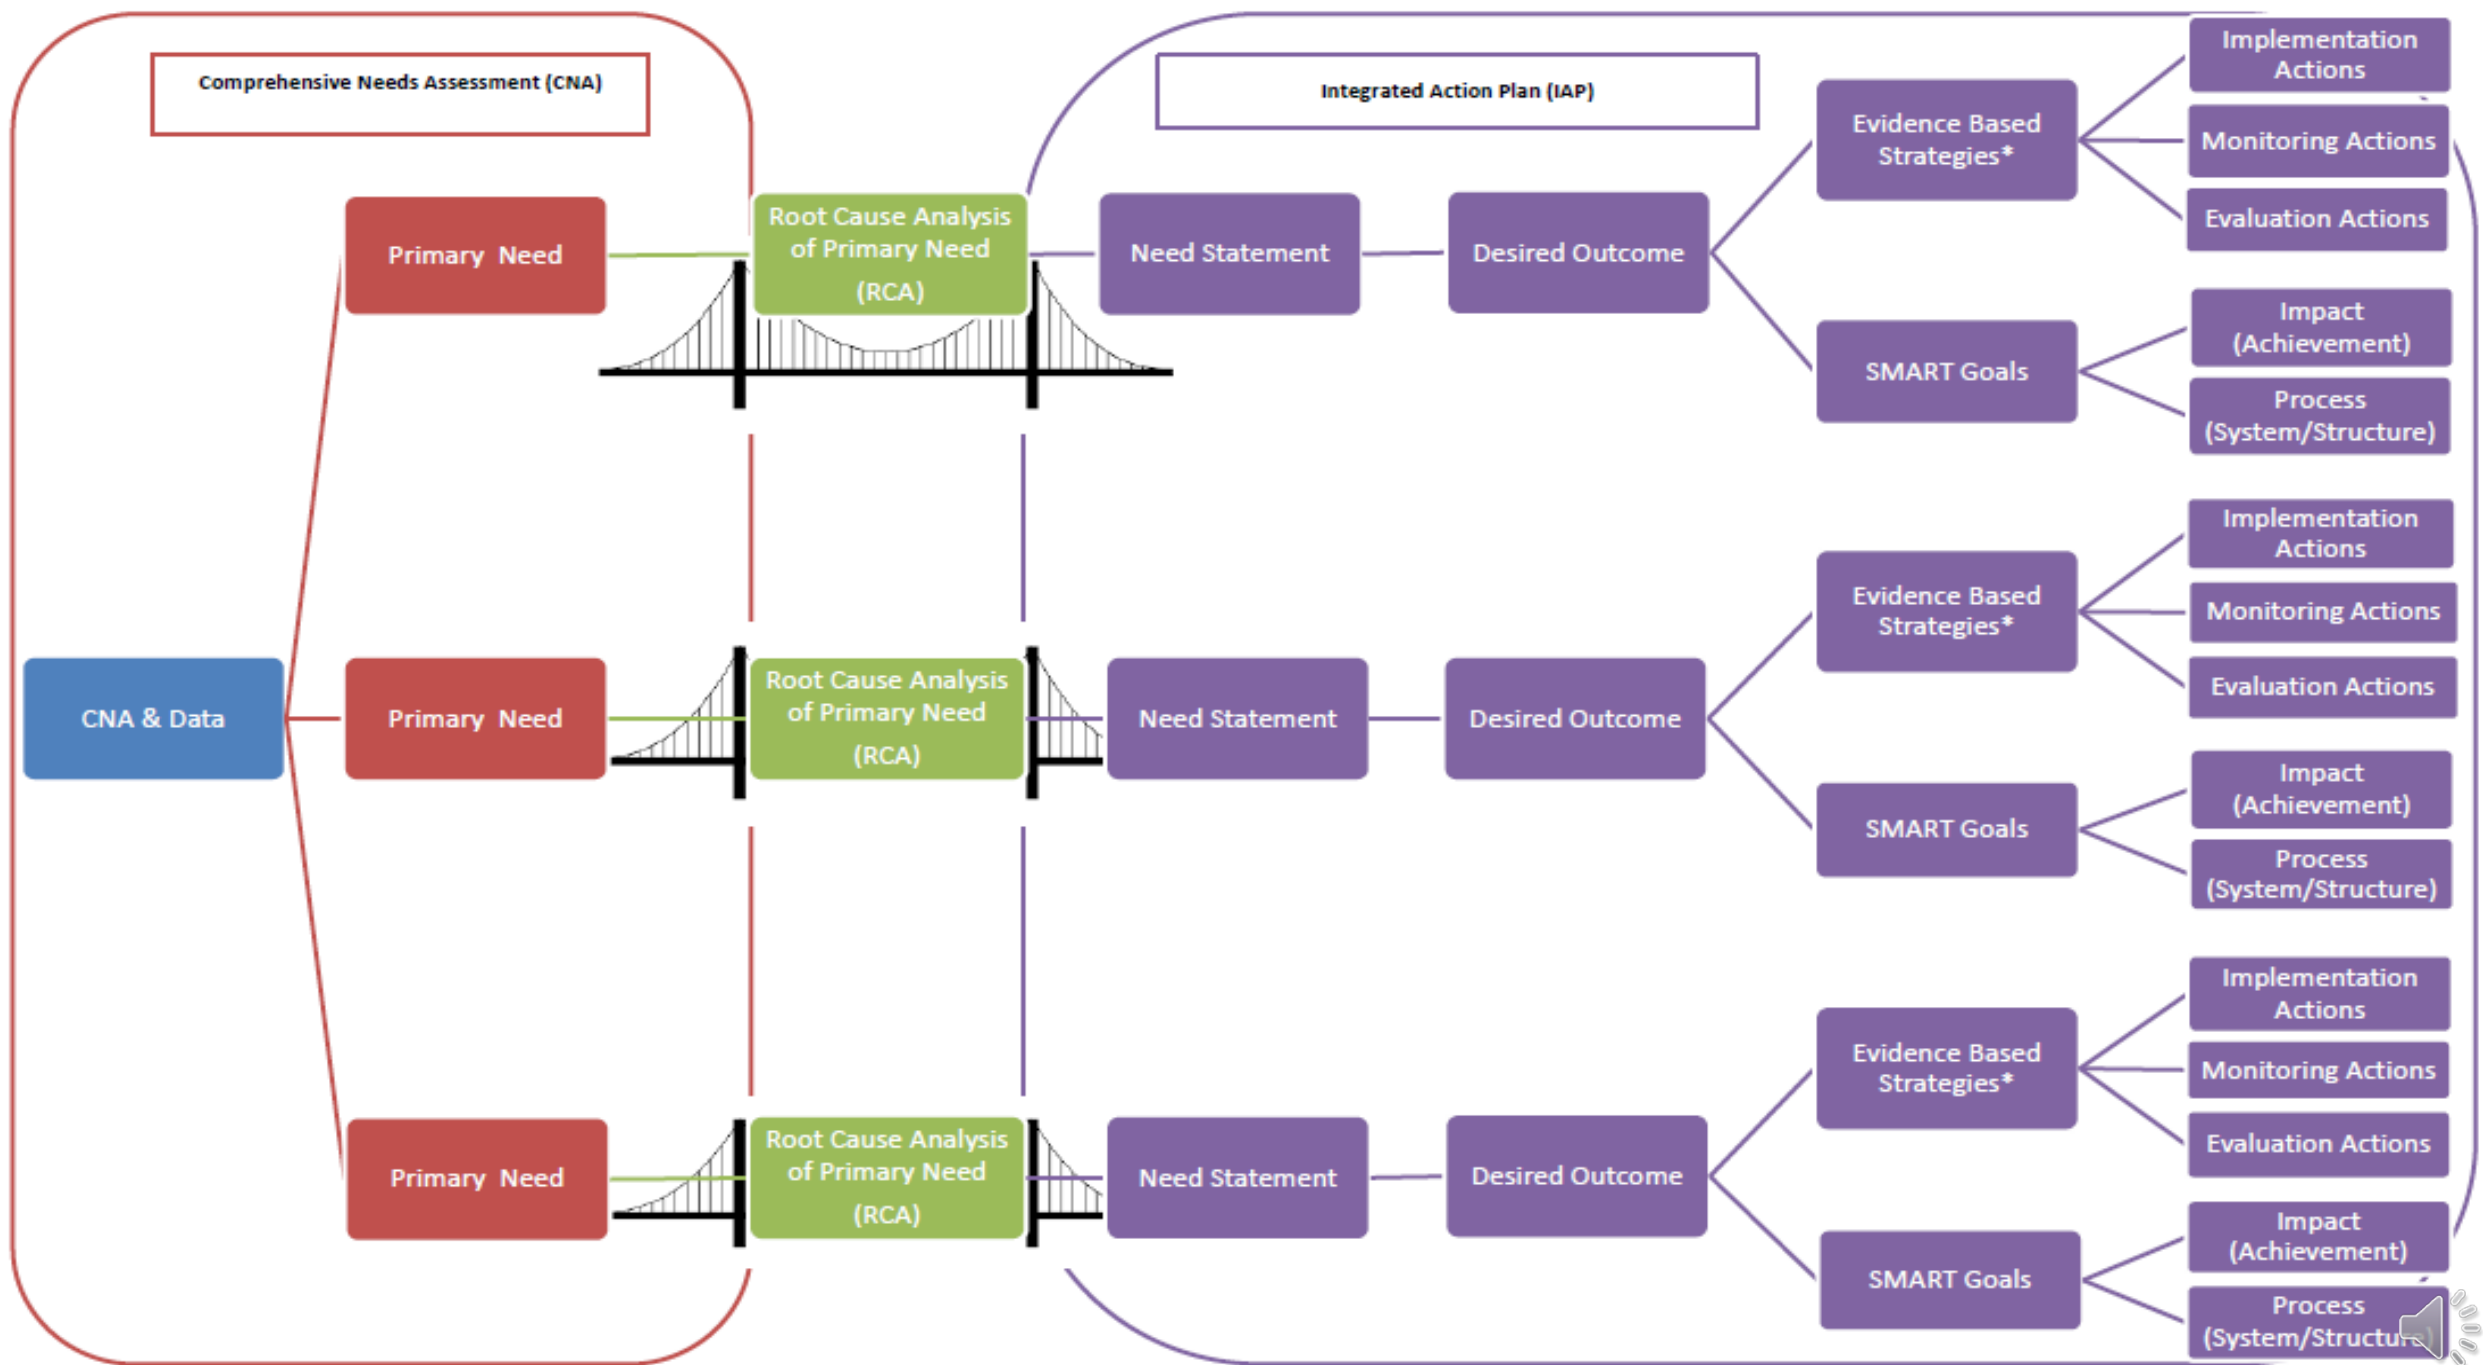 Comprehensive Needs Assessment (CNA)
Integrated Action Plan (IAP)
CNA & Data
Primary Need
Root Cause Analysis
of Primary Need
(RCA)
Need Statement
Desired Outcome
Evidence Based
Strategies*
Implementation
Actions
Monitoring Actions
Evaluation Actions
SMART Goals
Impact
(Achievement)
Process
(System/Structure)
Primary Need
Root Cause Analysis
of Primary Need
(RCA)
Need Statement
Desired Outcome
Evidence Based
Strategies*
Implementation
Actions
Monitoring Actions
Evaluation Actions
SMART Goals
Impact
(Achievement)
Process
(System/Structure)
Primary Need
Root Cause Analysis
of Primary Need
(RCA)
Need Statement
Desired Outcome
Evidence Based
Strategies*
Implementation
Actions
Monitoring Actions
Evaluation Actions
SMART Goals
Impact
(Achievement)
Process
(System/Structure)